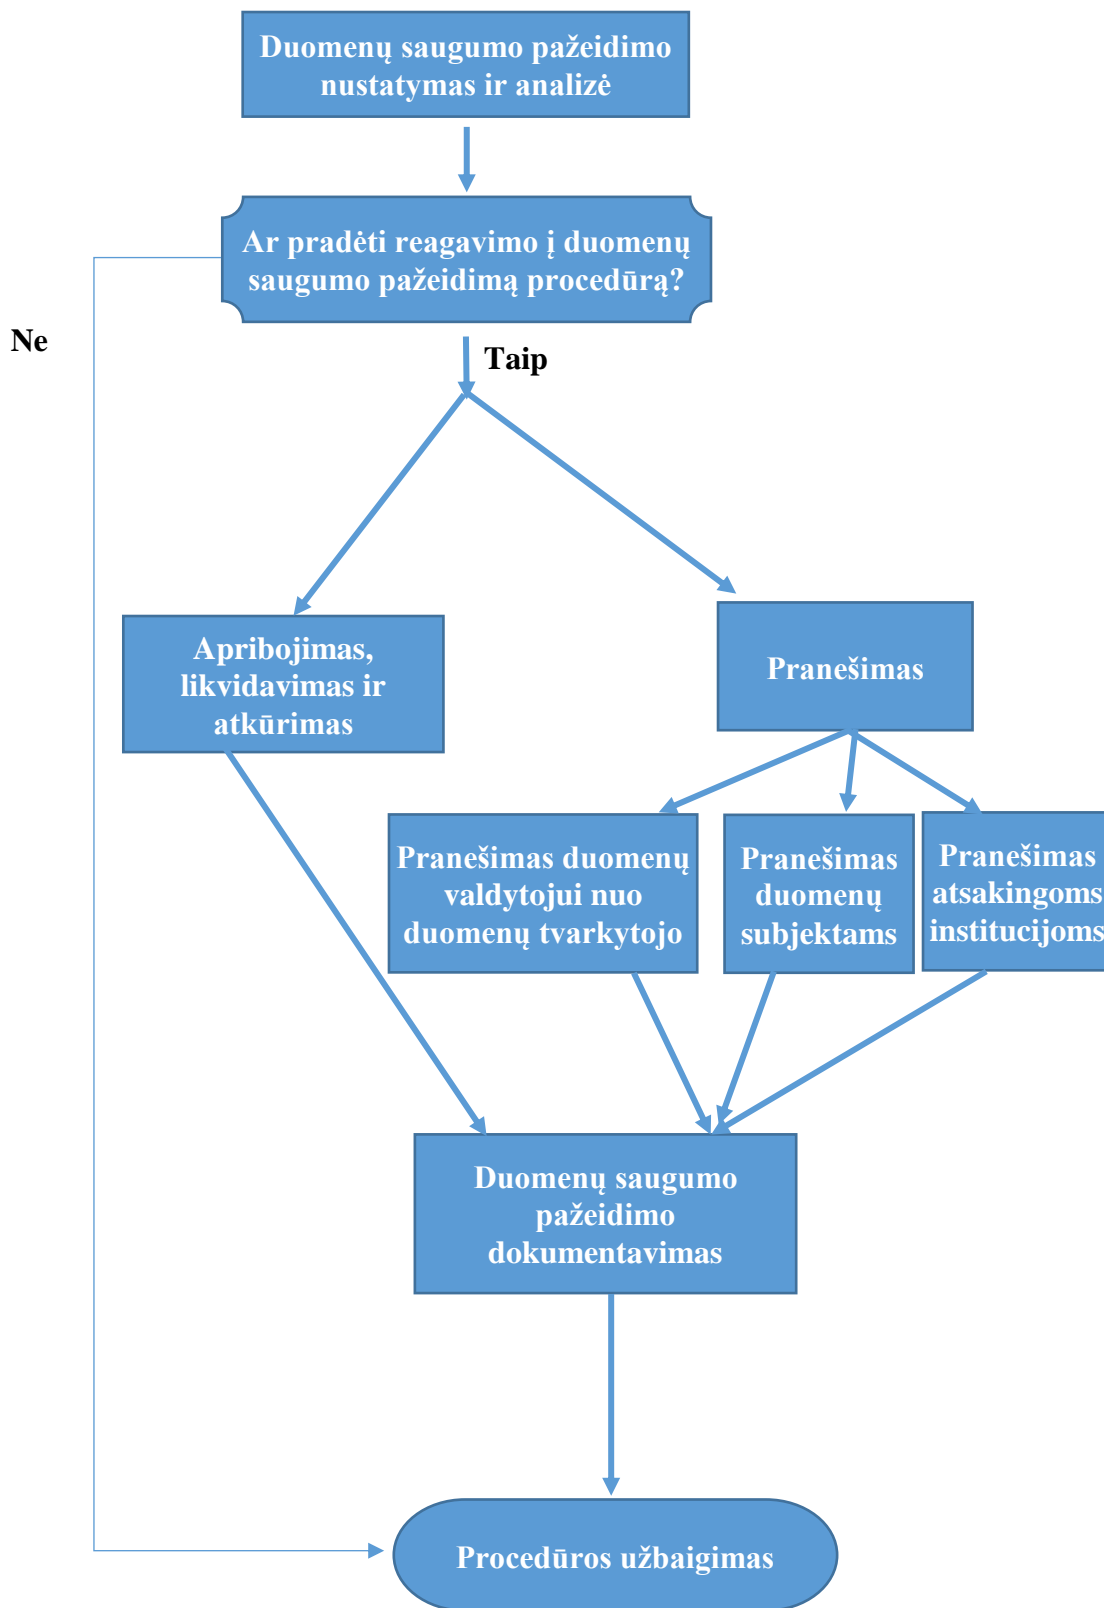 Duomenų saugumo pažeidimo
nustatymas ir analizė
Ar pradėti reagavimo į duomenų
saugumo pažeidimą procedūrą?
Ne
Taip
Apribojimas,
likvidavimas ir
atkūrimas
Pranešimas
Pranešimas duomenų
valdytojui nuo
duomenų tvarkytojo
Pranešimas
duomenų
subjektams
Pranešimas
atsakingoms
institucijoms
Duomenų saugumo
pažeidimo
dokumentavimas
Procedūros užbaigimas